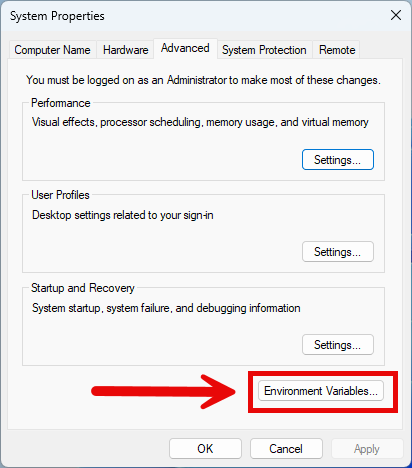 System Properties
Computer Name Hardware Advanced System Protection Remote
You must be logged on as an Administrator to make most of these changes.
Performance
Visual effects, processor scheduling, memory usage, and virtual memory
Settings...
User Profiles
Desktop settings related to your sign-in
Settings...
Startup and Recovery
System startup, system failure, and debugging information
Settings...
Environment Variables...
OK Cancel Apply